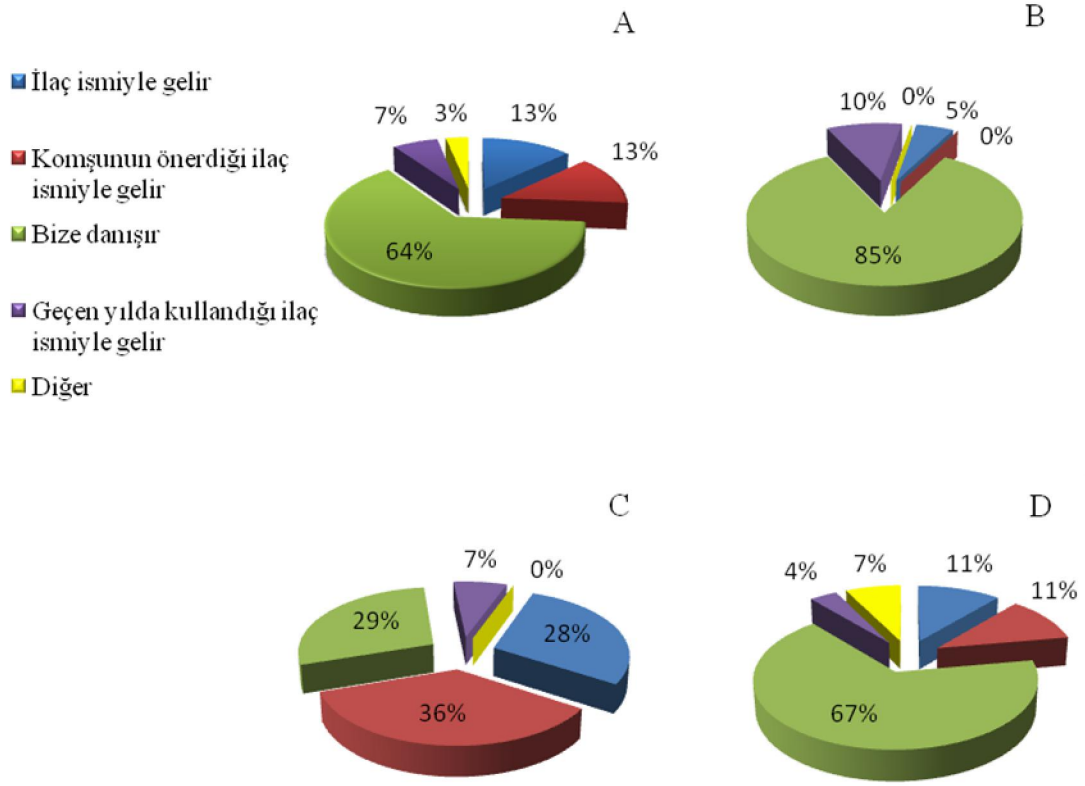 A
B
İlaç ismiyle gelir
Komşunun önerdiği ilaç
ismiyle gelir
Bize danışır
Geçen yılda kullandığı ilaç
ismiyle gelir
Diğer
7%
3%
13%
13%
64%
10%
0%
5%
0%
85%
C
D
7%
0%
28%
29%
36%
4%
7%
11%
11%
67%